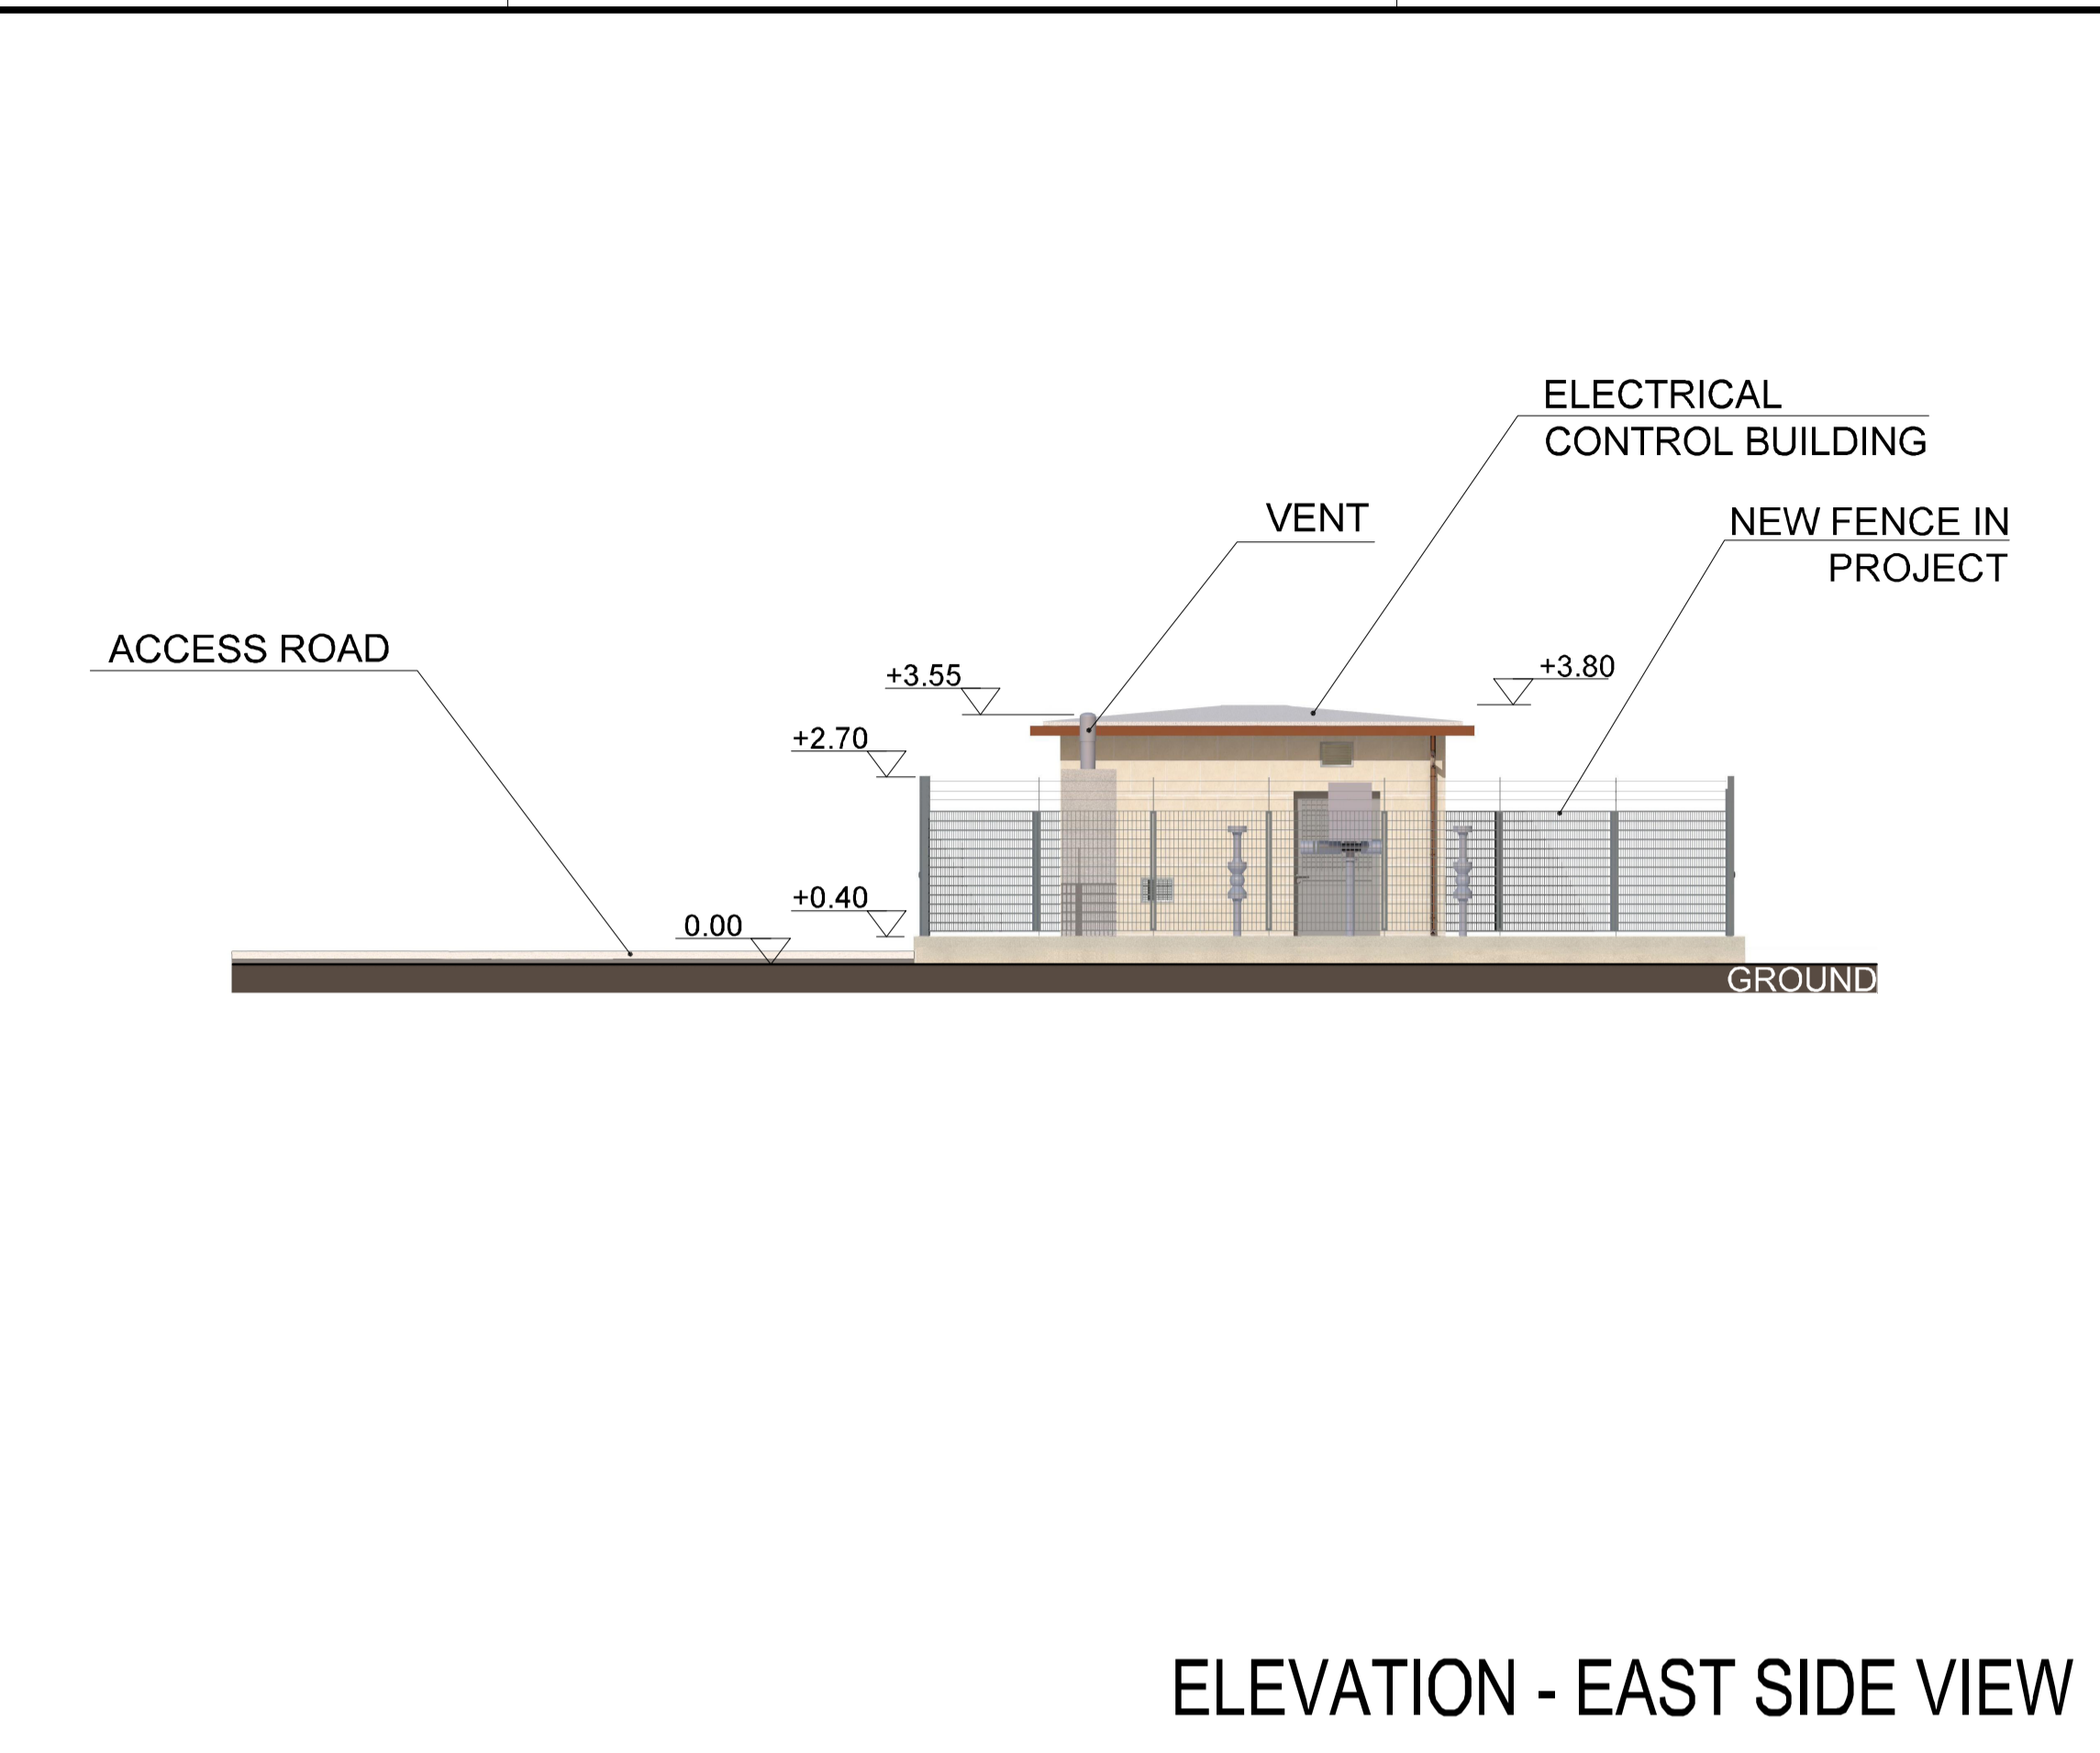 ELECTRICAL
CONTROL BUILDING
VENT
NEW FENCE IN
PROJECT
ACCESS ROAD
+3.55
+3.80
+2.70
+0.40
0.00
GROUND
ELEVATION - EAST SIDE VIEW